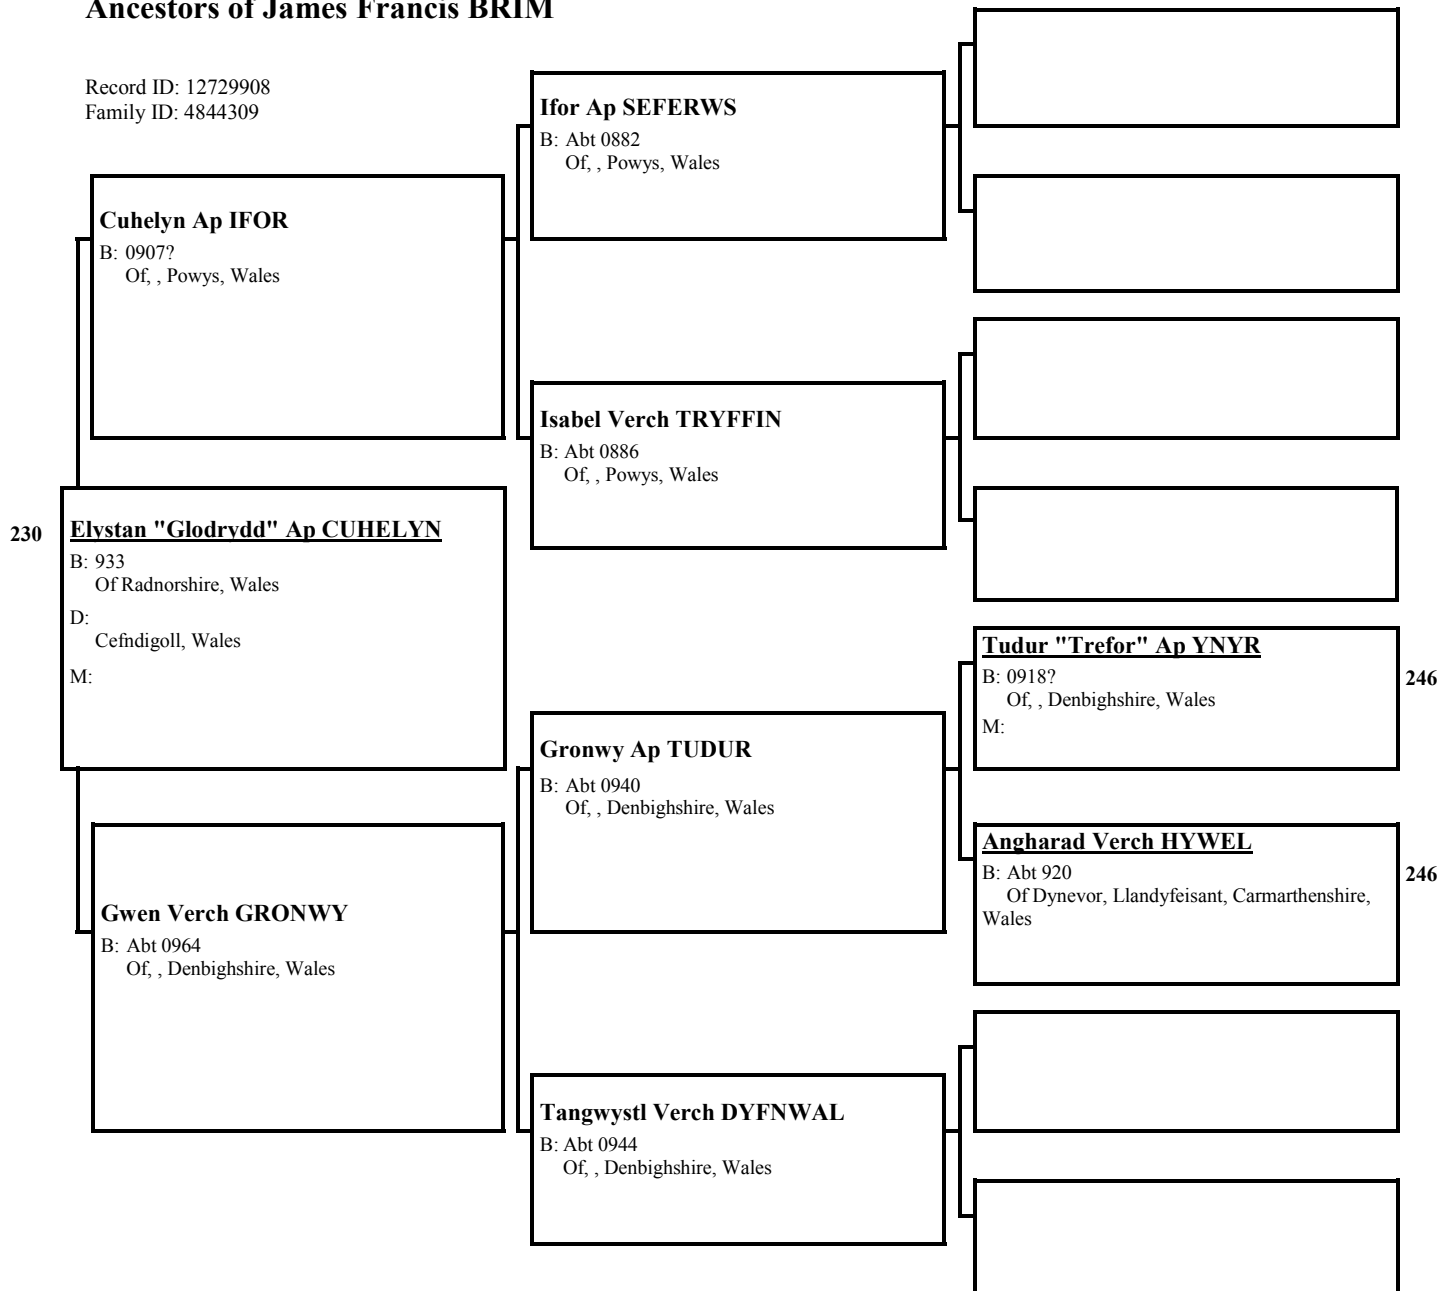 Ancestors of James Francis BRIM
Record ID: 12729908
Family ID: 4844309
Ifor Ap SEFERWS
B: Abt 0882
Of, , Powys, Wales
Cuhelyn Ap IFOR
B: 0907?
Of, , Powys, Wales
Isabel Verch TRYFFIN
B: Abt 0886
Of, , Powys, Wales
230
Elystan "Glodrydd" Ap CUHELYN
B: 933
Of Radnorshire, Wales
D:
Cefndigoll, Wales
M:
Tudur "Trefor" Ap YNYR
B: 0918?
Of, , Denbighshire, Wales
M:
246
Gronwy Ap TUDUR
B: Abt 0940
Of, , Denbighshire, Wales
Angharad Verch HYWEL
B: Abt 920
Of Dynevor, Llandyfeisant, Carmarthenshire,
Wales
246
Gwen Verch GRONWY
B: Abt 0964
Of, , Denbighshire, Wales
Tangwystl Verch DYFNWAL
B: Abt 0944
Of, , Denbighshire, Wales